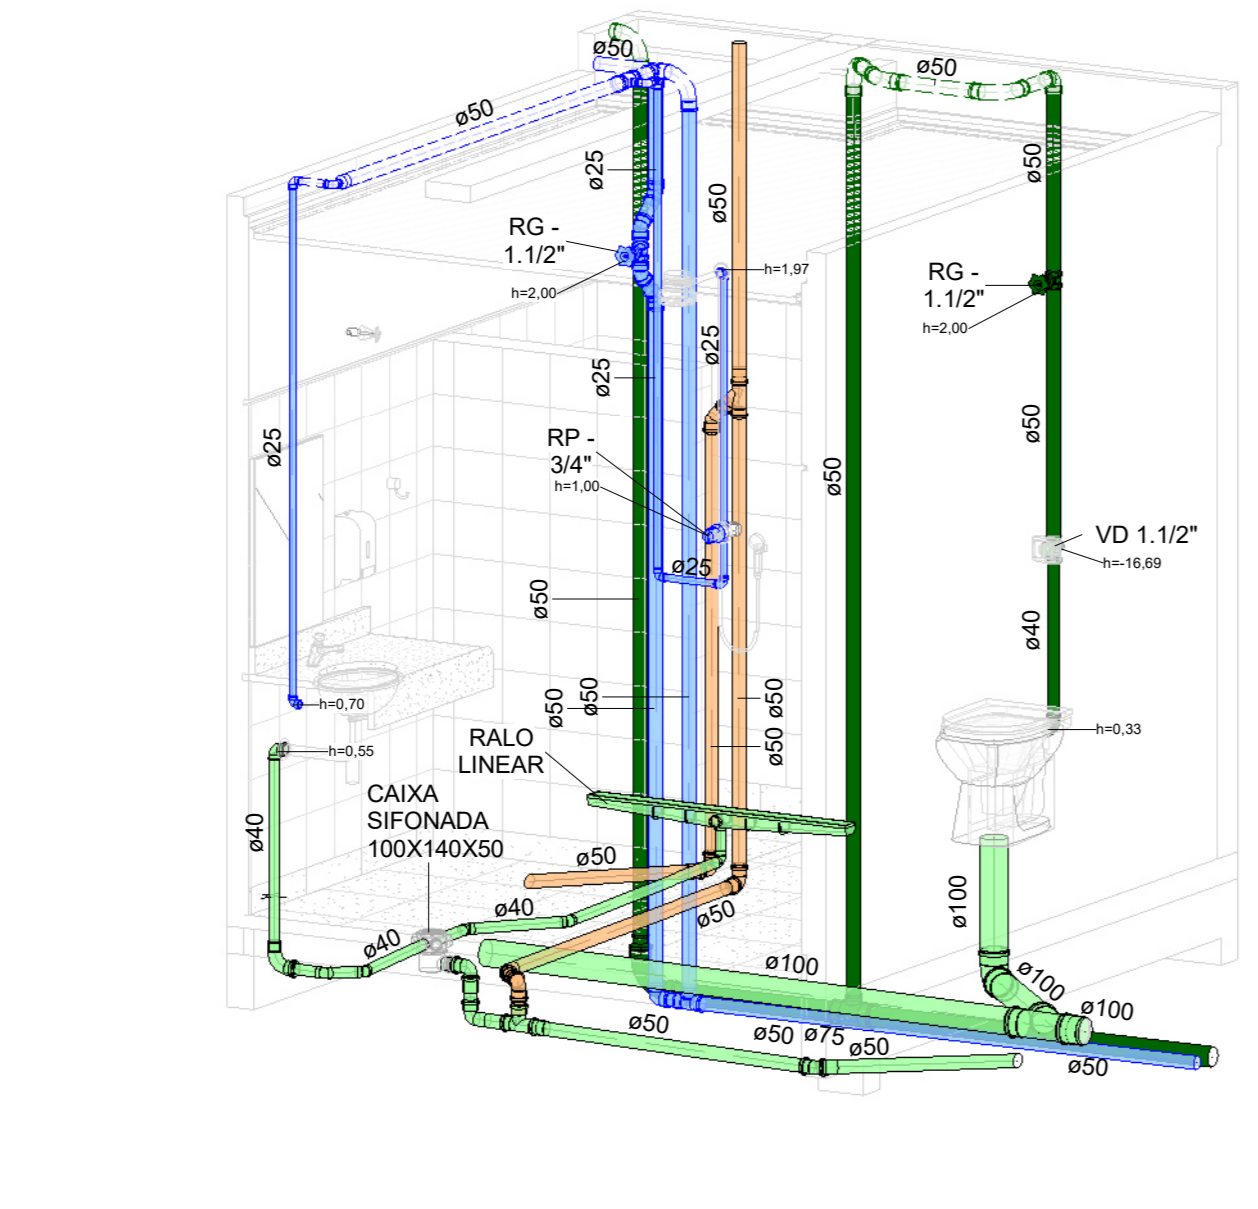 ø50
ø50
ø50
ø25
ø50
ø50
RG -
1.1/2"
h=2,00
h=1,97
RG -
1.1/2"
h=2,00
ø25
ø25
ø25
RP -
3/4"
h=1,00
ø50
ø50
VD 1.1/2"
h=-16,69
ø25
ø50
ø40
ø50
ø50
ø50
ø50
h=0,70
h=0,33
RALO
LINEAR
h=0,55
CAIXA
SIFONADA
100X140X50
ø40
ø50
ø40
ø50
ø40
ø100
ø100
ø100
ø100
ø50
ø50
ø75
ø50
ø50